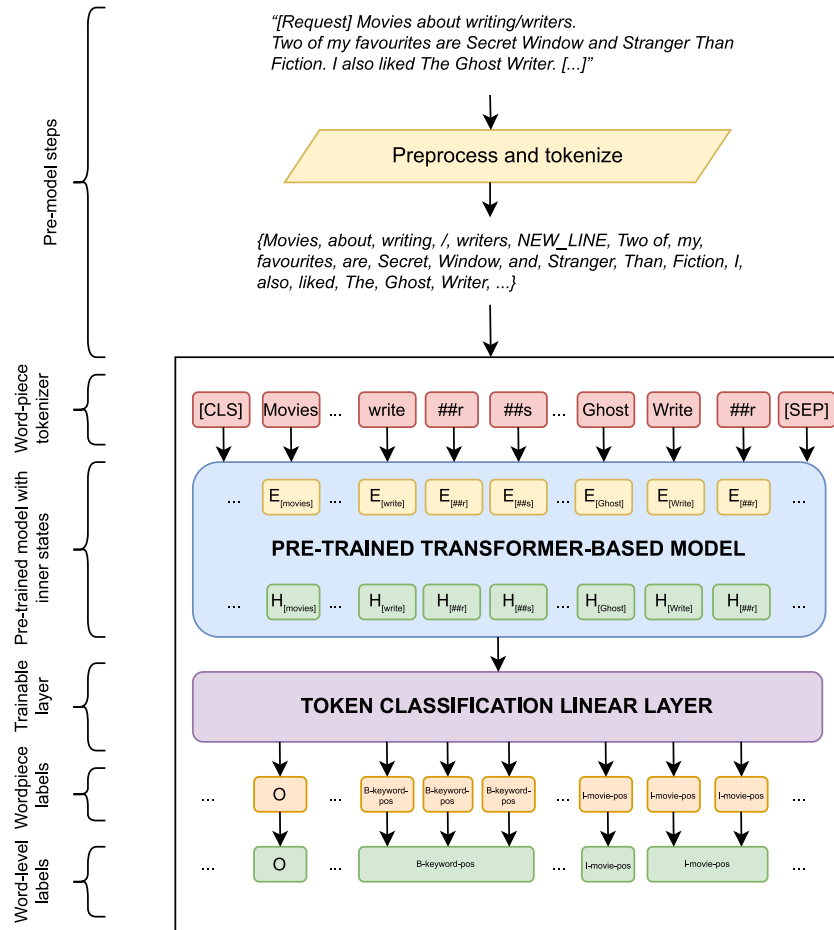 “[Request] Movies about writing/writers.
Two of my favourites are Secret Window and Stranger Than
Fiction. I also liked The Ghost Writer. [...]”
Pre-model steps
Preprocess and tokenize
{Movies, about, writing, /, writers, NEW_LINE, Two of, my,
favourites, are, Secret, Window, and, Stranger, Than, Fiction, I,
also, liked, The, Ghost, Writer, ...}
Word-piece
tokenizer
[CLS] Movies ... write ##r ##s ... Ghost Write ##r [SEP]
Pre-trained model with
inner states
... E[movies] ... E[write] E[##r] E[##s] ... E[Ghost] E[Write] E[##r] ...
PRE-TRAINED TRANSFORMER-BASED MODEL
... H[movies] ... H[write] H[##r] H[##s] ... H[Ghost] H[Write] H[##r] ...
Trainable
layer
TOKEN CLASSIFICATION LINEAR LAYER
Wordpiece
labels
... O ... B-keyword-pos B-keyword-pos B-keyword-pos ... I-movie-pos I-movie-pos I-movie-pos ...
Word-level
labels
... O ... B-keyword-pos ... I-movie-pos I-movie-pos ...